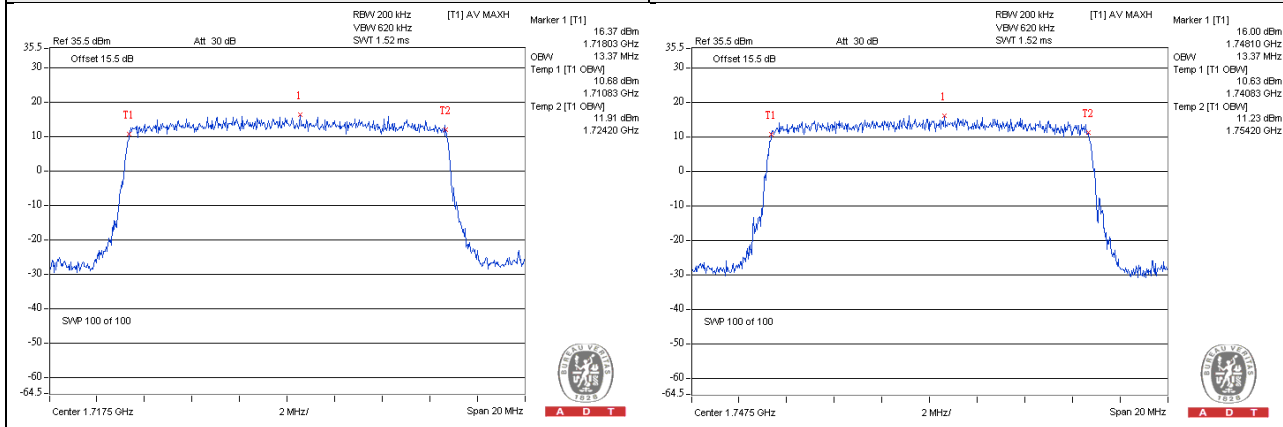 RBW 200 kHz [T1] AV MAXH
VBW 620 kHz
Ref 35.5 dBm Att 30 dB SWT 1.52 ms
Marker 1 [T1]
16.37 dBm
1.71803 GHz
OBW 13.37 MHz
Temp 1 [T1 OBW]
10.68 dBm
1.71083 GHz
Temp 2 [T1 OBW]
11.91 dBm
1.72420 GHz
35.5
Offset 15.5 dB
30
20
10
0
-10
-20
-30
-40
-50
-60
-64.5
T1
1
T2
SWP 100 of 100
Center 1.7175 GHz 2 MHz/ Span 20 MHz
BUREAU VERITAS
1828
A D T
RBW 200 kHz [T1] AV MAXH
VBW 620 kHz
Ref 35.5 dBm Att 30 dB SWT 1.52 ms
Marker 1 [T1]
16.00 dBm
1.74810 GHz
OBW 13.37 MHz
Temp 1 [T1 OBW]
10.63 dBm
1.74083 GHz
Temp 2 [T1 OBW]
11.23 dBm
1.75420 GHz
35.5
Offset 15.5 dB
30
20
10
0
-10
-20
-30
-40
-50
-60
-64.5
T1
1
T2
SWP 100 of 100
Center 1.7475 GHz 2 MHz/ Span 20 MHz
BUREAU VERITAS
1828
A D T